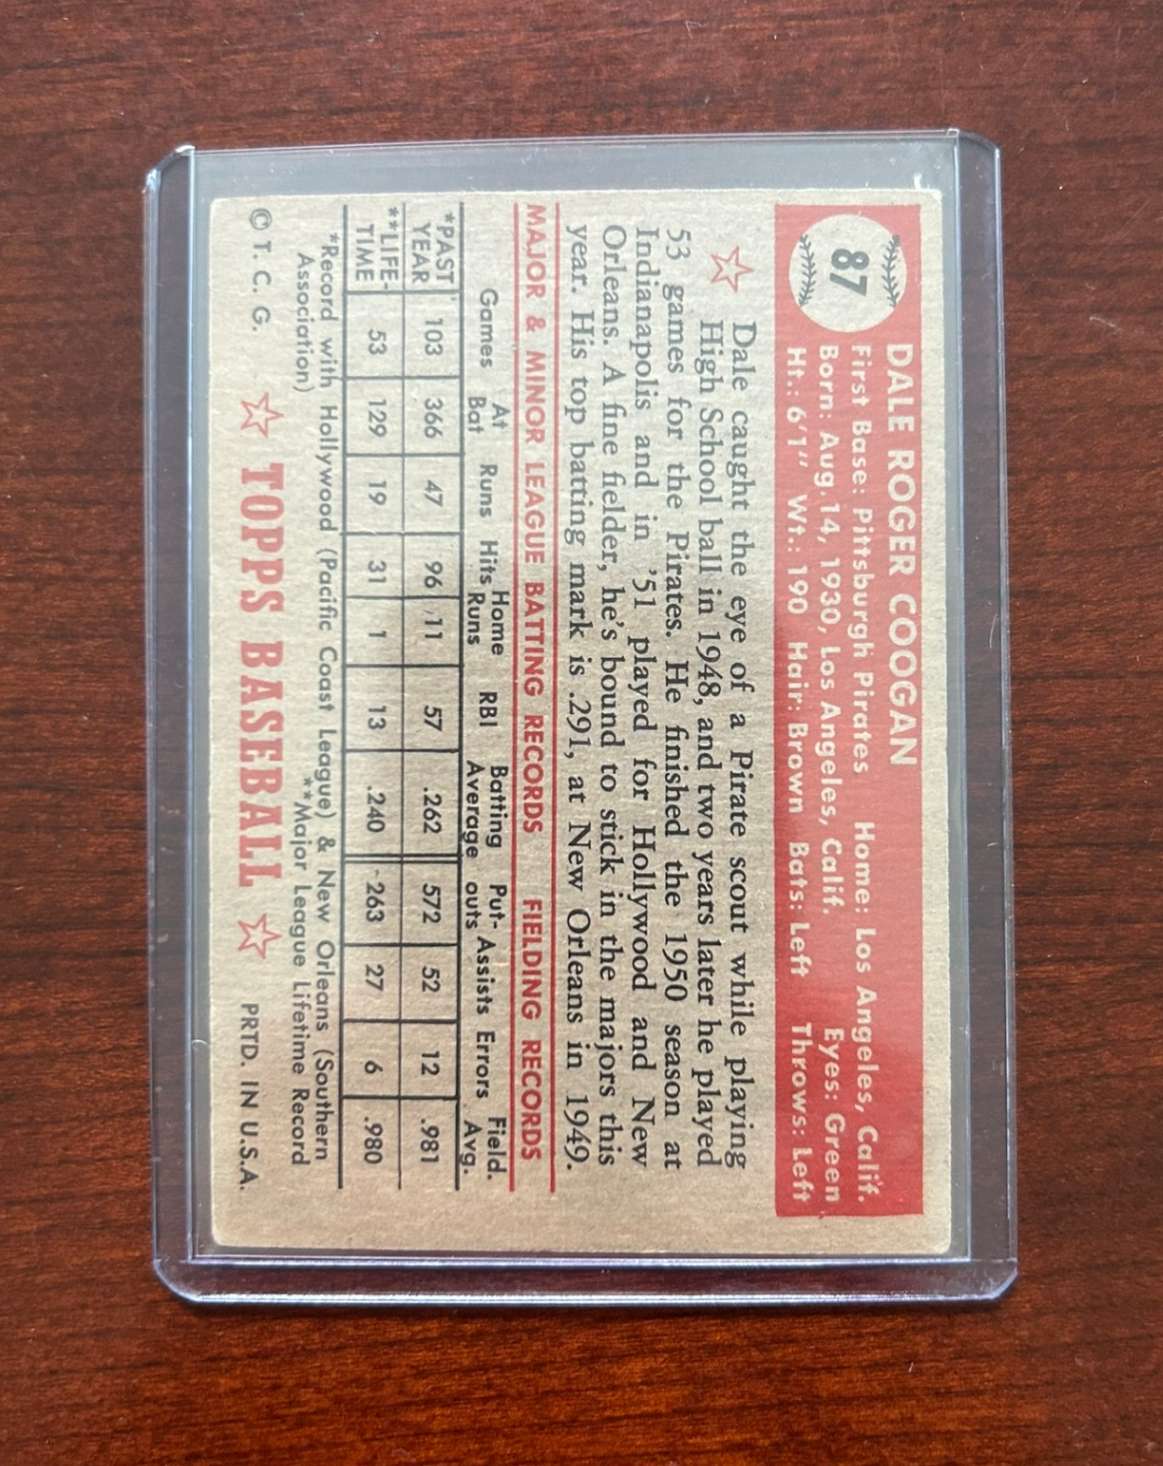 87
DALE ROGER COOGAN
First Base: Pittsburgh Pirates Home: Los Angeles, Calif.
Born: Aug. 14, 1930, Los Angeles, Calif. Eyes: Green
Ht.: 6'1" Wt.: 190 Hair: Brown Bats: Left Throws: Left
Dale caught the eye of a Pirate scout while playing
High School ball in 1948, and two years later he played
53 games for the Pirates. He finished the 1950 season at
Indianapolis and in '51 played for Hollywood and New
Orleans. A fine fielder, he's bound to stick in the majors this
year. His top batting mark is .291, at New Orleans in 1949.
MAJOR & MINOR LEAGUE BATTING RECORDS FIELDING RECORDS
Games At Bat Runs Hits Home Runs RBI Batting Average Put-outs Assists Errors Field. Avg.
*PAST YEAR 103 366 47 96 11 57 .262 572 52 12 .981
**LIFE-TIME 53 129 19 31 1 13 .240 263 27 6 .980
*Record with Hollywood (Pacific Coast League) & New Orleans (Southern
Association) **Major League Lifetime Record
© T. C. G. TOPPS BASEBALL PRTD. IN U.S.A.